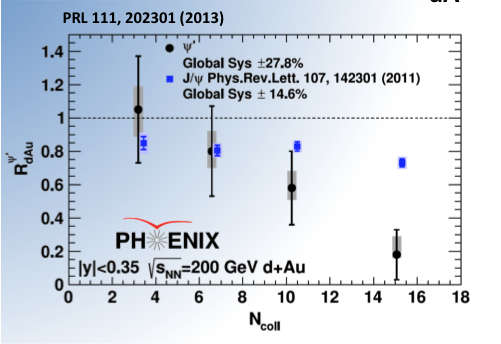 PRL 111, 202301 (2013)
ψ′
Global Sys ±27.8%
J/ψ Phys.Rev.Lett. 107, 142301 (2011)
Global Sys ± 14.6%
R^ψ′_dAu
1.4
1.2
1
0.8
0.6
0.4
0.2
0
PHENIX
|y|<0.35 √s_NN=200 GeV d+Au
0 2 4 6 8 10 12 14 16 18
N_coll